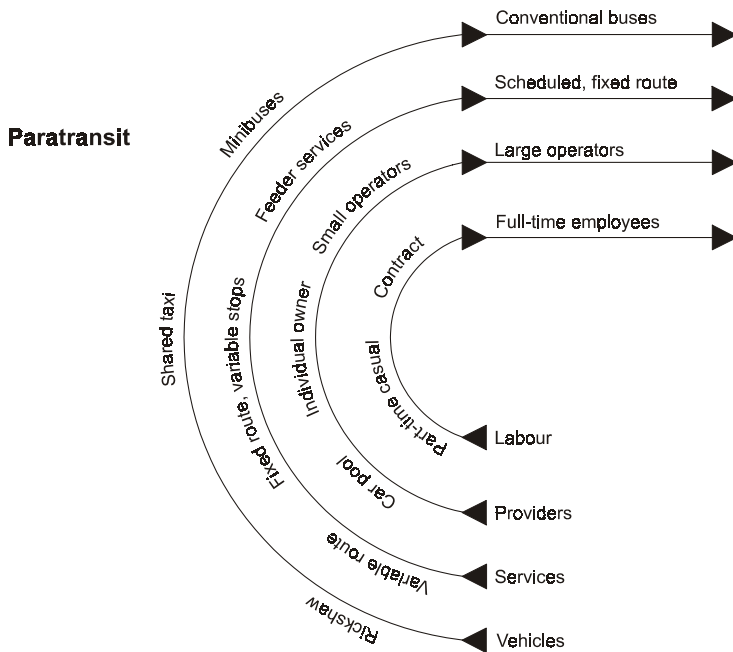 Conventional buses
Scheduled, fixed route
Large operators
Full-time employees
Paratransit
Minibuses
Feeder services
Small operators
Contract
Shared taxi
Fixed route, variable stops
Individual owner
Part-time casual
Car pool
Variable route
Rickshaw
Labour
Providers
Services
Vehicles